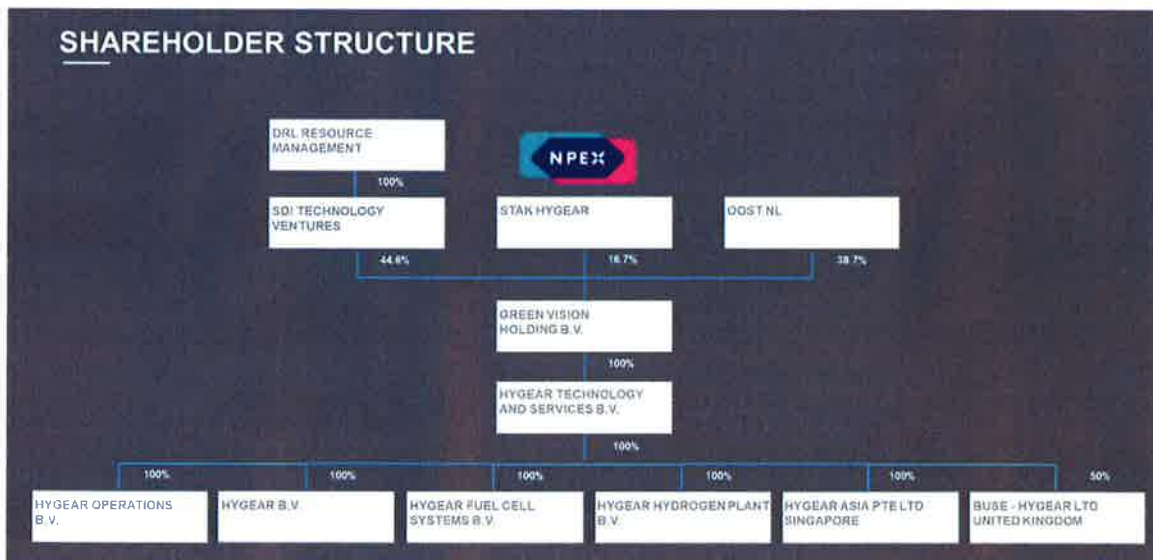 SHAREHOLDER STRUCTURE
DRL RESOURCE
MANAGEMENT
NPEX
100%
SDI TECHNOLOGY
VENTURES
STAK HYGEAR
OOST NL
44.6%
16.7%
38.7%
GREEN VISION
HOLDING B.V.
100%
HYGEAR TECHNOLOGY
AND SERVICES B.V.
100%
100%
100%
100%
100%
100%
50%
HYGEAR OPERATIONS
B.V.
HYGEAR B.V.
HYGEAR FUEL CELL
SYSTEMS B.V.
HYGEAR HYDROGEN PLANT
B.V.
HYGEAR ASIA PTE LTD
SINGAPORE
BUSE - HYGEAR LTD
UNITED KINGDOM